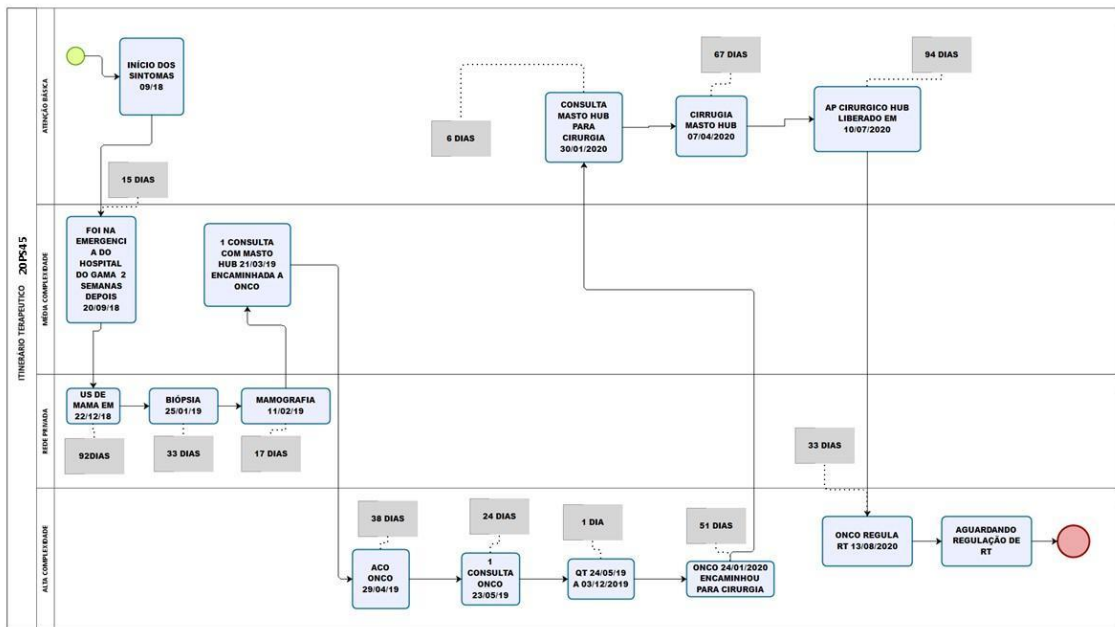 ITINERÁRIO TERAPEUTICO 20PS45
ATENÇÃO BÁSICA
INÍCIO DOS
SINTOMAS
09/18
15 DIAS
6 DIAS
CONSULTA
MASTO HUB
PARA
CIRURGIA
30/01/2020
67 DIAS
CIRRUGIA
MASTO HUB
07/04/2020
94 DIAS
AP CIRURGICO HUB
LIBERADO EM
10/07/2020
MÉDIA COMPLEXIDADE
FOI NA
EMERGENCI
A DO
HOSPITAL
DO GAMA 2
SEMANAS
DEPOIS
20/09/18
1 CONSULTA
COM MASTO
HUB 21/03/19
ENCAMINHADA A
ONCO
REDE PRIVADA
US DE
MAMA EM
22/12/18
92DIAS
BIÓPSIA
25/01/19
33 DIAS
MAMOGRAFIA
11/02/19
17 DIAS
33 DIAS
ALTA COMPLEXIDADE
38 DIAS
ACO
ONCO
29/04/19
24 DIAS
1
CONSULTA
ONCO
23/05/19
1 DIA
QT 24/05/19
A 03/12/2019
51 DIAS
ONCO 24/01/2020
ENCAMINHOU
PARA CIRURGIA
ONCO REGULA
RT 13/08/2020
AGUARDANDO
REGULAÇÃO DE
RT